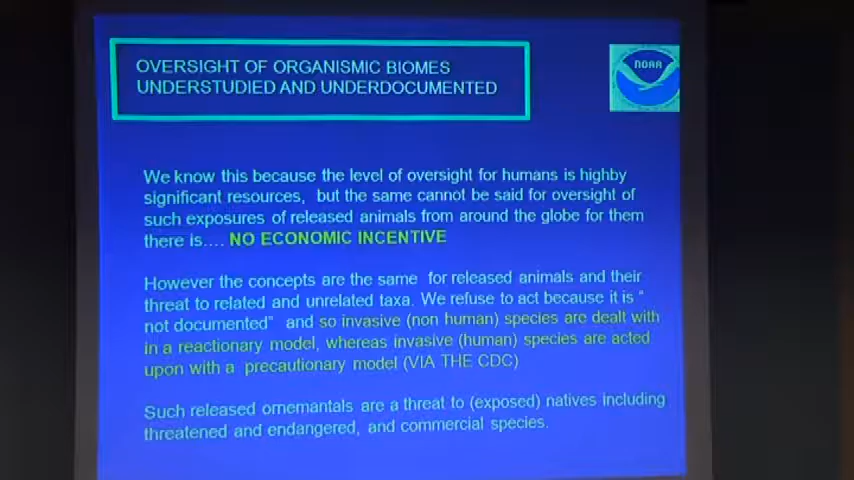 OVERSIGHT OF ORGANISMIC BIOMES
UNDERSTUDIED AND UNDERDOCUMENTED
NOAA
We know this because the level of oversight for humans is highby
significant resources, but the same cannot be said for oversight of
such exposures of released animals from around the globe for them
there is.... NO ECONOMIC INCENTIVE
However the concepts are the same for released animals and their
threat to related and unrelated taxa. We refuse to act because it is "
not documented" and so invasive (non human) species are dealt with
in a reactionary model, whereas invasive (human) species are acted
upon with a precautionary model (VIA THE CDC)
Such released ornemantals are a threat to (exposed) natives including
threatened and endangered, and commercial species.